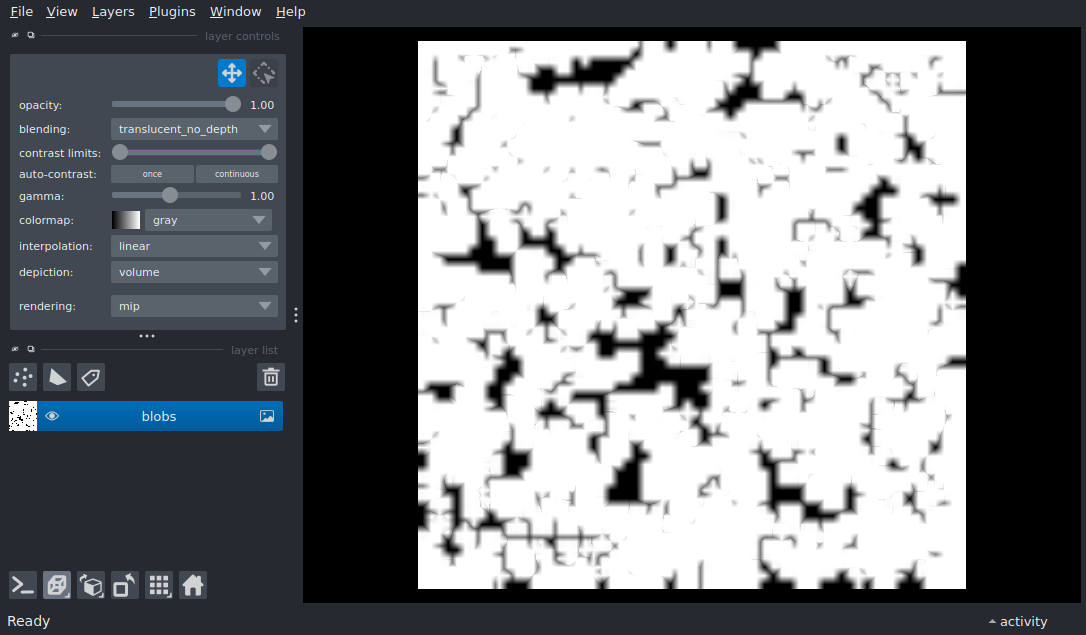 File View Layers Plugins Window Help
layer controls
opacity: 1.00
blending: translucent_no_depth
contrast limits:
auto-contrast: once continuous
gamma: 1.00
colormap: gray
interpolation: linear
depiction: volume
rendering: mip
layer list
blobs
Ready activity